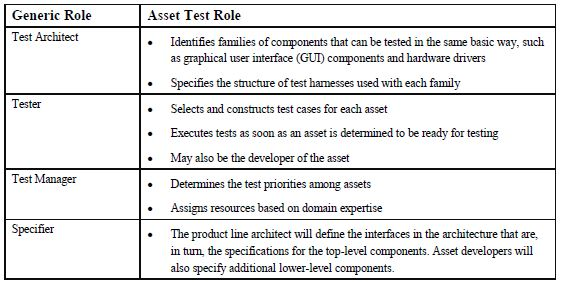 Generic Role
Asset Test Role
Test Architect
• Identifies families of components that can be tested in the same basic way, such
as graphical user interface (GUI) components and hardware drivers
• Specifies the structure of test harnesses used with each family
Tester
• Selects and constructs test cases for each asset
• Executes tests as soon as an asset is determined to be ready for testing
• May also be the developer of the asset
Test Manager
• Determines the test priorities among assets
• Assigns resources based on domain expertise
Specifier
• The product line architect will define the interfaces in the architecture that are,
in turn, the specifications for the top-level components. Asset developers will
also specify additional lower-level components.